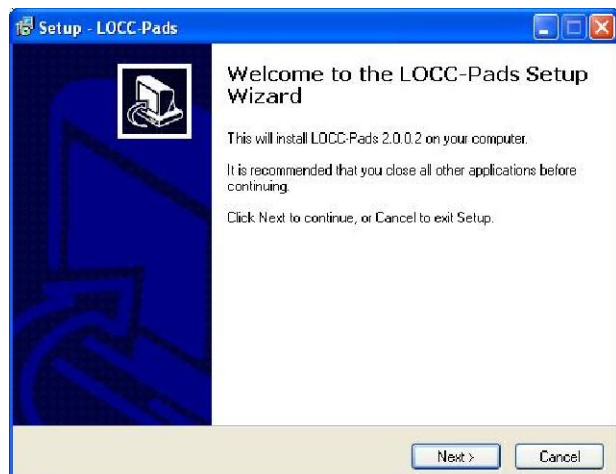 Setup - LOCC-Pads
Welcome to the LOCC-Pads Setup
Wizard
This will install LOCC-Pads 2.0.0.2 on your computer.
It is recommended that you close all other applications before
continuing.
Click Next to continue, or Cancel to exit Setup.
Next >
Cancel